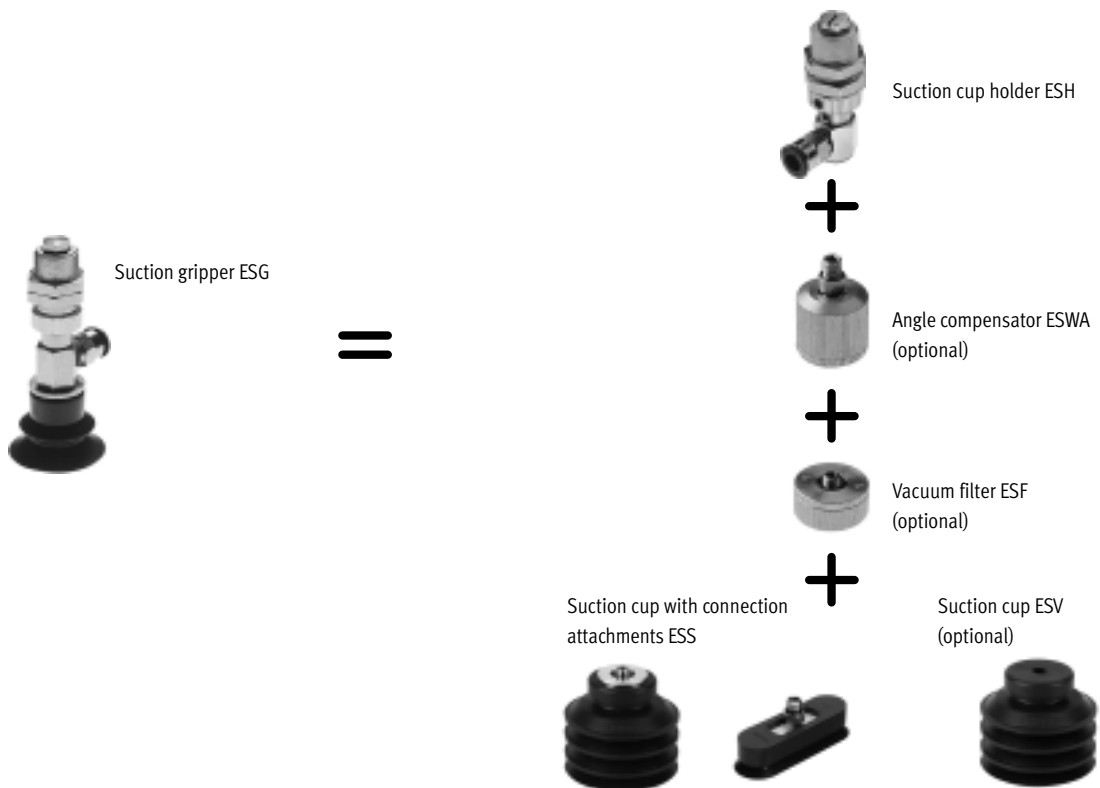 Suction cup holder ESH
Suction gripper ESG
Angle compensator ESWA
(optional)
Vacuum filter ESF
(optional)
Suction cup with connection
attachments ESS
Suction cup ESV
(optional)